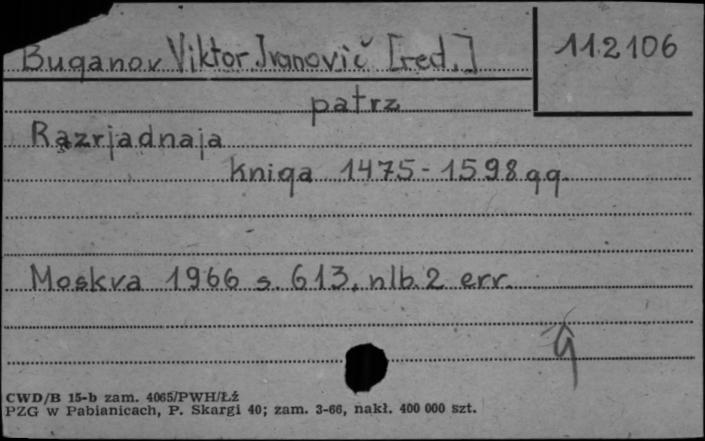 Buganov Viktor Ivanovič [red.] 112106
patrz
Razrjadnaja
kniga 1475-1598 gg.
Moskva 1966 s. 613, nlb. 2 err.
CWD/B 15-b zam. 4065/PWH/Łż
PZG w Pabianicach, P. Skargi 40; zam. 3-66, nakł. 400 000 szt.